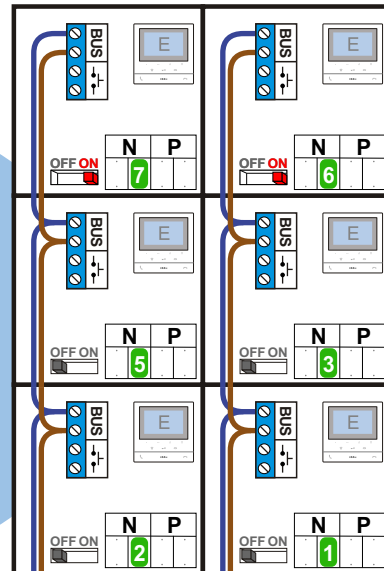 BUS E BUS E
N P N P
OFF ON 7 OFF ON 6
BUS E BUS E
N P N P
OFF ON 5 OFF ON 3
BUS E BUS E
N P N P
OFF ON 2 OFF ON 1